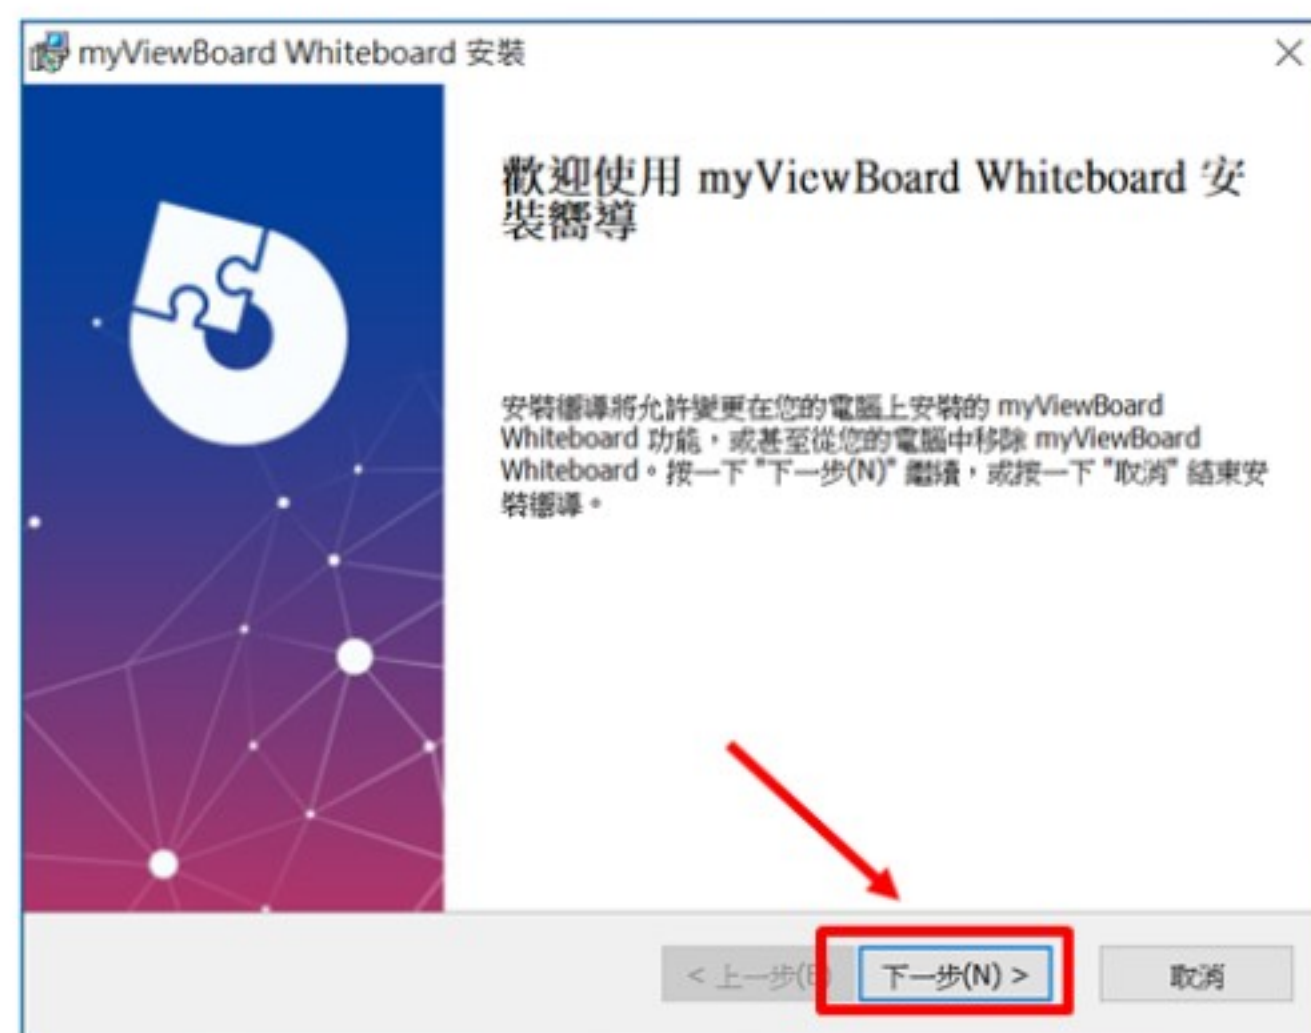 myViewBoard Whiteboard 安裝
歡迎使用 myViewBoard Whiteboard 安
裝嚮導
安裝嚮導將允許變更在您的電腦上安裝的 myViewBoard
Whiteboard 功能，或甚至從您的電腦中移除 myViewBoard
Whiteboard。按一下 "下一步(N)" 繼續，或按一下 "取消" 結束安
裝嚮導。
< 上一步(
下一步(N) >
取消